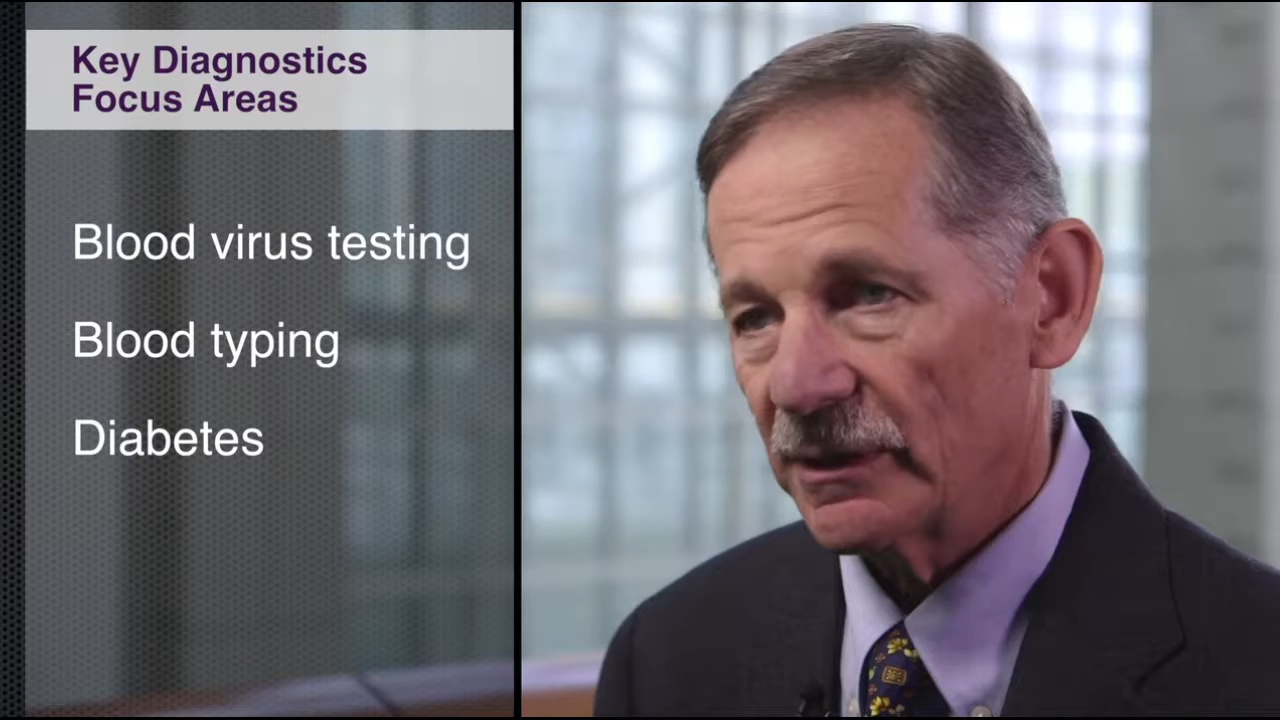 Key Diagnostics
Focus Areas
Blood virus testing
Blood typing
Diabetes